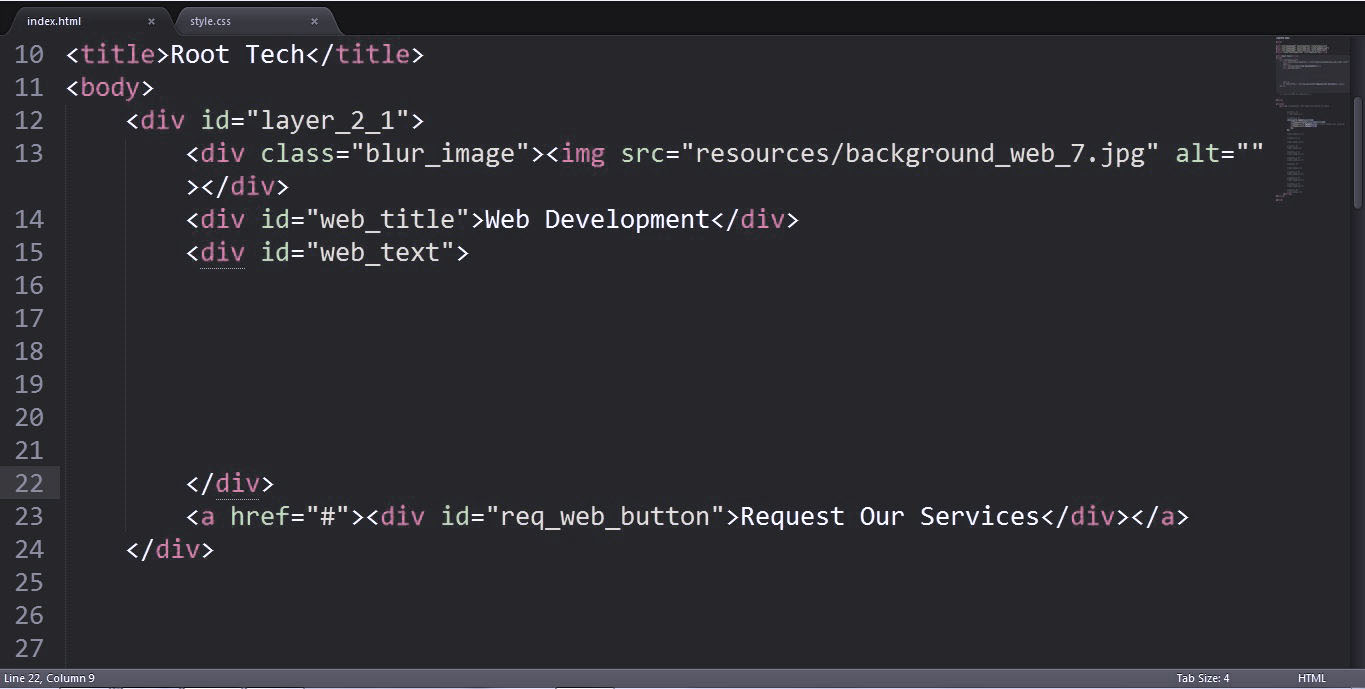 index.html × style.css ×
10 <title>Root Tech</title>
11 <body>
12 <div id="layer_2_1">
13 <div class="blur_image"><img src="resources/background_web_7.jpg" alt=""
></div>
14 <div id="web_title">Web Development</div>
15 <div id="web_text">
16
17
18
19
20
21
22 </div>
23 <a href="#"><div id="req_web_button">Request Our Services</div></a>
24 </div>
25
26
27
Line 22, Column 9 Tab Size: 4 HTML